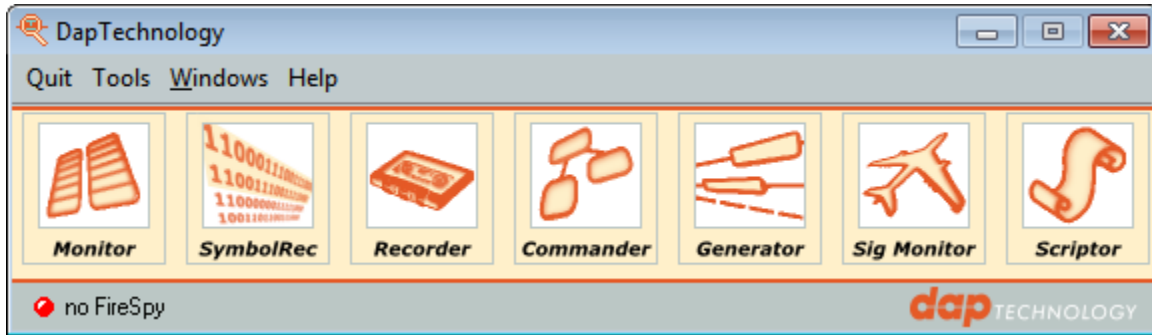 DapTechnology
Quit Tools Windows Help
Monitor SymbolRec Recorder Commander Generator Sig Monitor Scriptor
no FireSpy
dap TECHNOLOGY